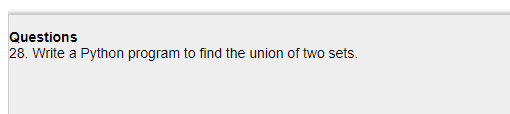 Questions
28. Write a Python program to find the union of two sets.